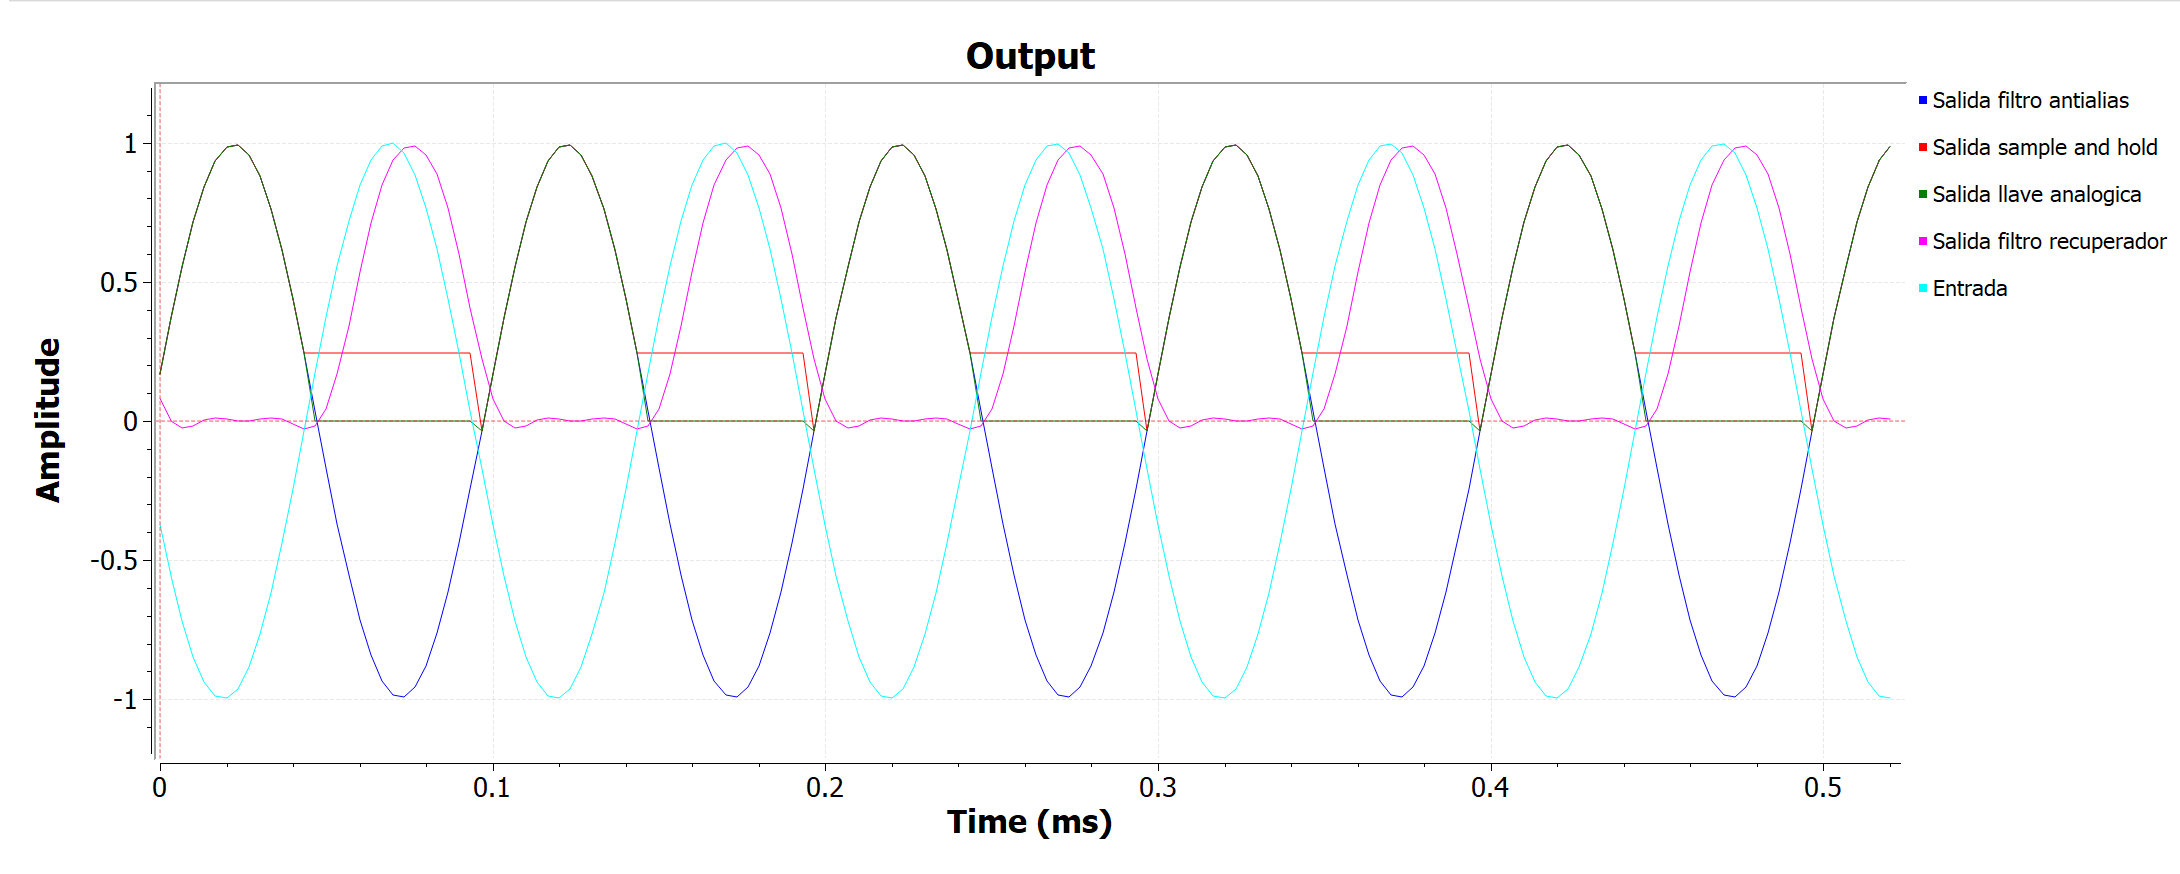 Output
Salida filtro antialias
Salida sample and hold
Salida llave analogica
Salida filtro recuperador
Entrada
Amplitude
1
0.5
0
-0.5
-1
0 0.1 0.2 0.3 0.4 0.5
Time (ms)